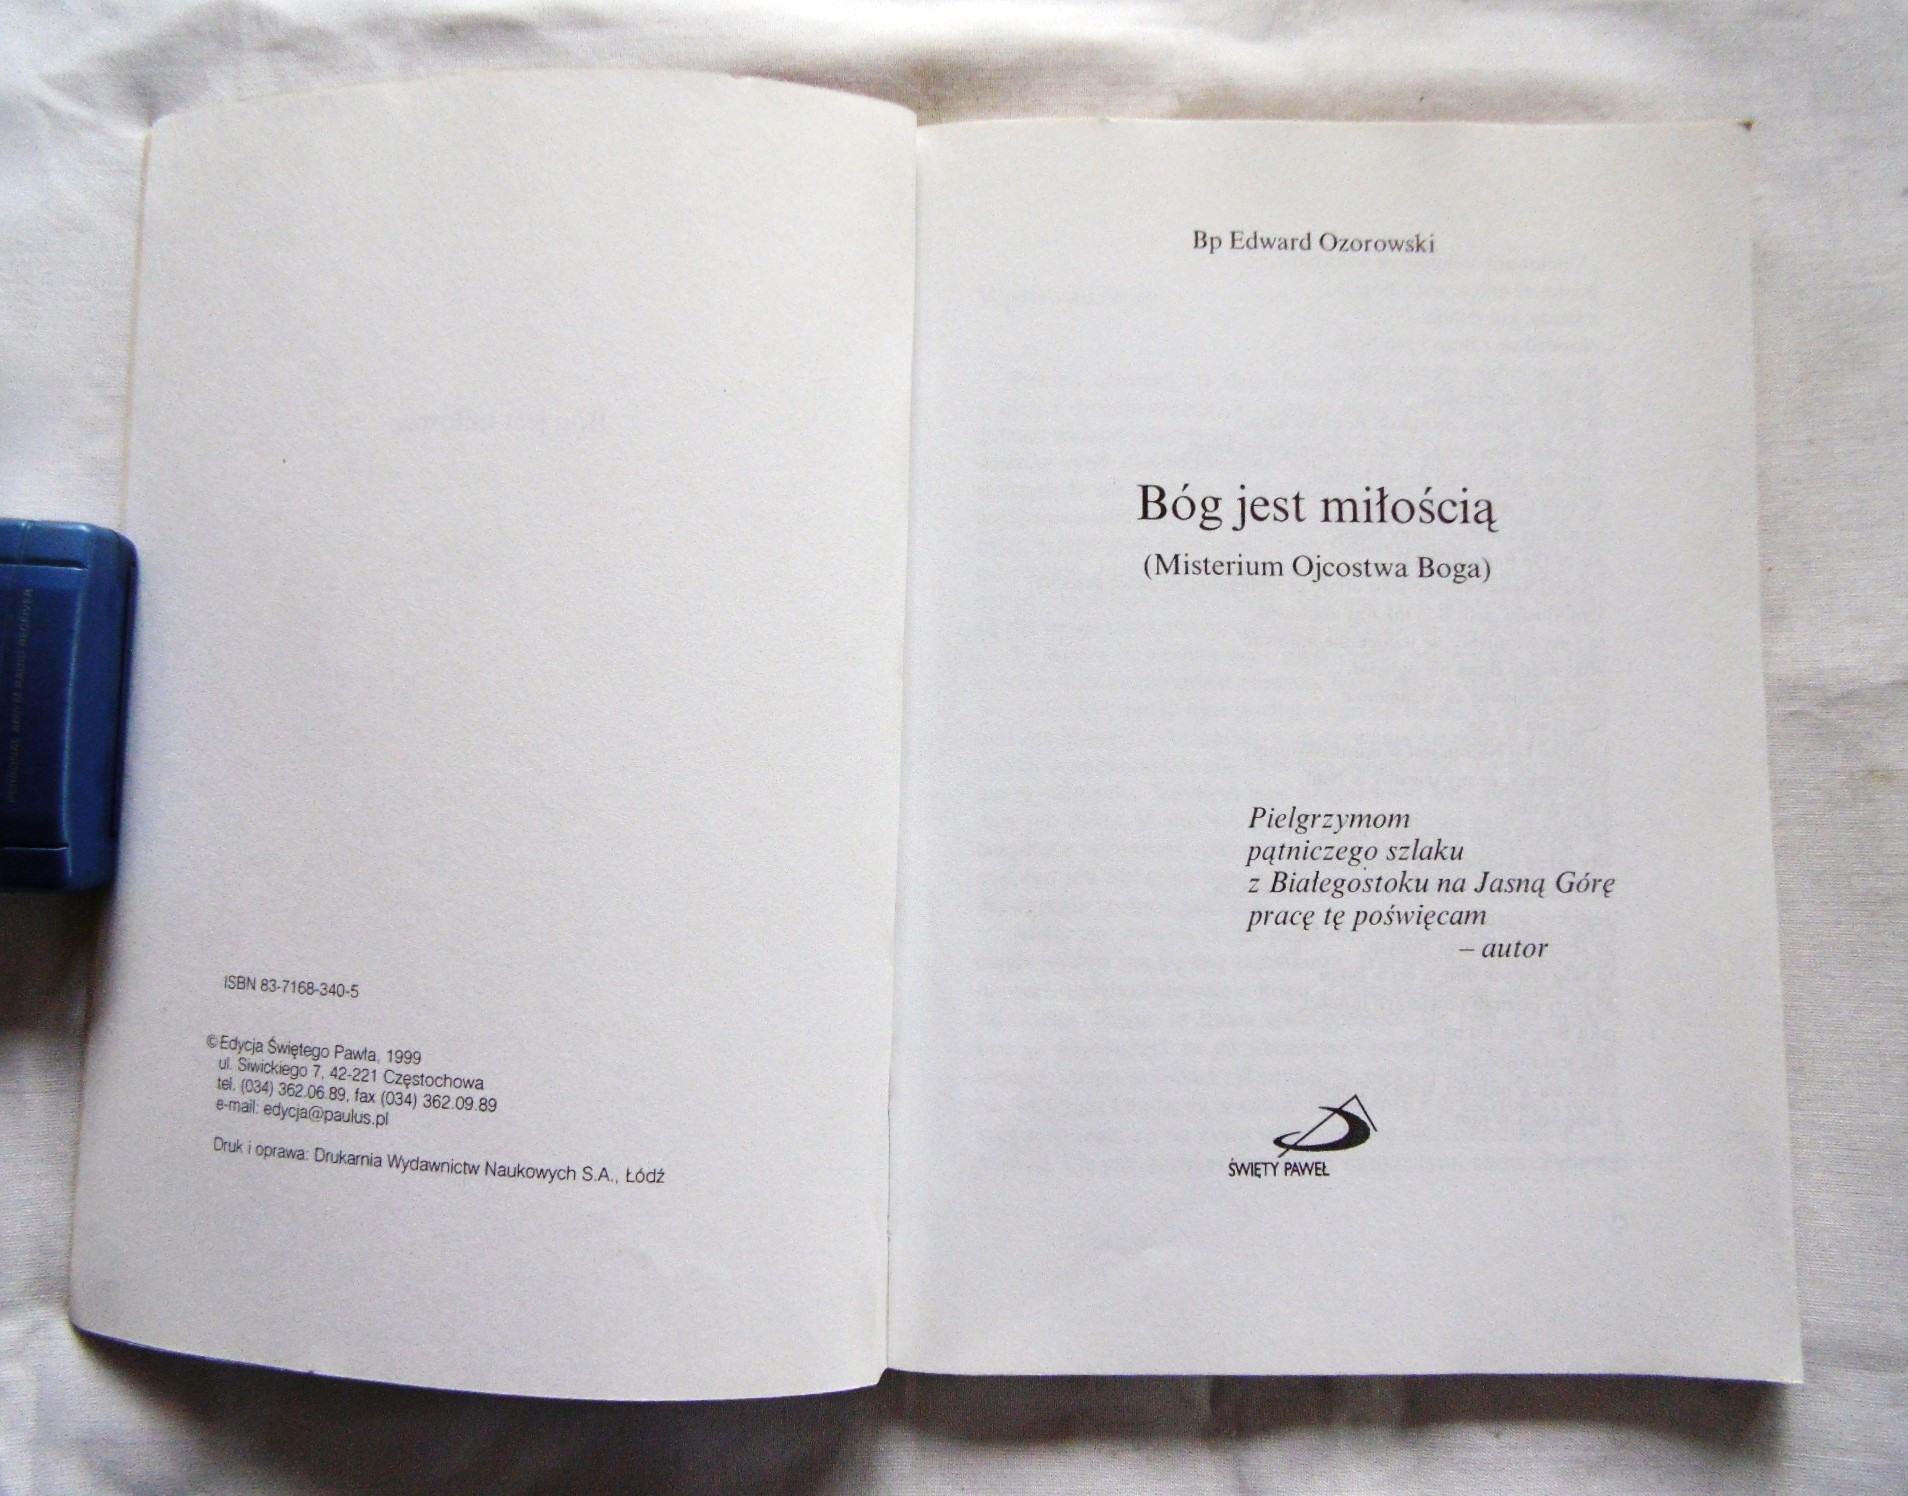 ISBN 83-7168-340-5
© Edycja Świętego Pawła, 1999
ul. Siwickiego 7, 42-221 Częstochowa
tel. (034) 362.06.89, fax (034) 362.09.89
e-mail: edycja@paulus.pl
Druk i oprawa: Drukarnia Wydawnictw Naukowych S.A., Łódź
Bp Edward Ozorowski
Bóg jest miłością
(Misterium Ojcostwa Boga)
Pielgrzymom
pątniczego szlaku
z Białegostoku na Jasną Górę
pracę tę poświęcam
– autor
ŚWIĘTY PAWEŁ